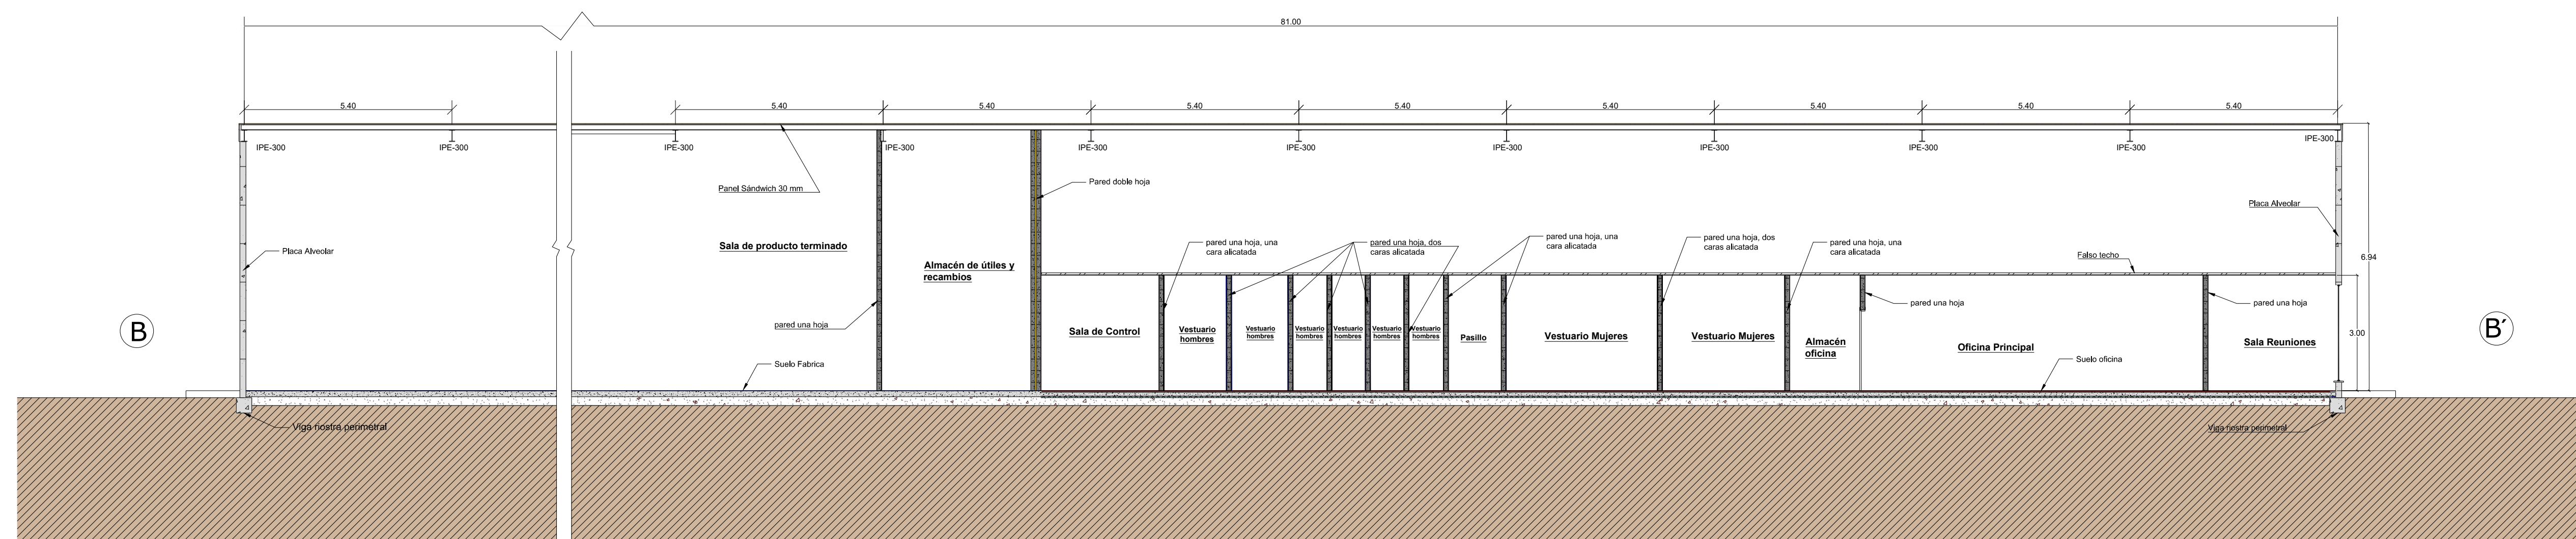 81.00
5.40
5.40
5.40
5.40
5.40
5.40
5.40
5.40
5.40
IPE-300
IPE-300
IPE-300
IPE-300
IPE-300
IPE-300
IPE-300
IPE-300
IPE-300
IPE-300
IPE-300
Panel Sándwich 30 mm
Pared doble hoja
Placa Alveolar
Placa Alveolar
6.94
Sala de producto terminado
pared una hoja, una
cara alicatada
pared una hoja, dos
caras alicatada
pared una hoja, una
cara alicatada
pared una hoja, dos
caras alicatada
pared una hoja, una
cara alicatada
Falso techo
Almacén de útiles y
recambios
pared una hoja
pared una hoja
pared una hoja
B
B´
3.00
Sala de Control
Vestuario
hombres
Vestuario
hombres
Vestuario
hombres
Vestuario
hombres
Vestuario
hombres
Vestuario
hombres
Pasillo
Vestuario Mujeres
Vestuario Mujeres
Almacén
oficina
Oficina Principal
Sala Reuniones
Suelo Fabrica
Suelo oficina
Viga riostra perimetral
Viga riostra perimetral